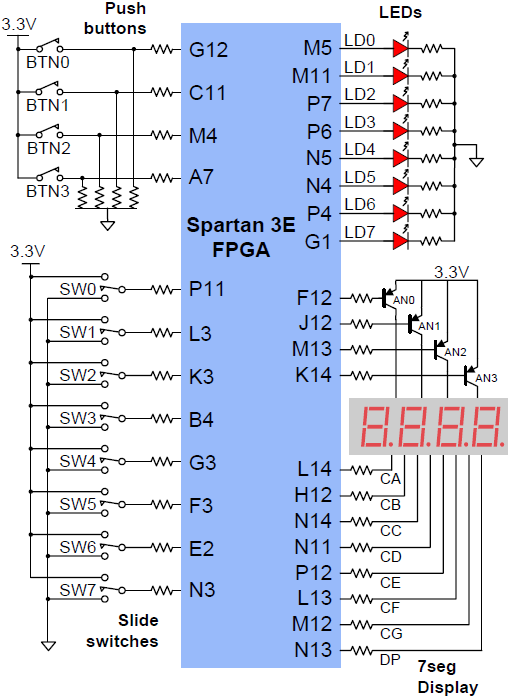 Push
buttons
3.3V
BTN0
BTN1
BTN2
BTN3
G12
C11
M4
A7
LEDs
M5 LD0
M11 LD1
P7 LD2
P6 LD3
N5 LD4
N4 LD5
P4 LD6
G1 LD7
Spartan 3E
FPGA
3.3V
SW0 P11
SW1 L3
SW2 K3
SW3 B4
SW4 G3
SW5 F3
SW6 E2
SW7 N3
Slide
switches
3.3V
F12 AN0
J12 AN1
M13 AN2
K14 AN3
8.8.8.8.
L14 CA
H12 CB
N14 CC
N11 CD
P12 CE
L13 CF
M12 CG
N13 DP
7seg
Display